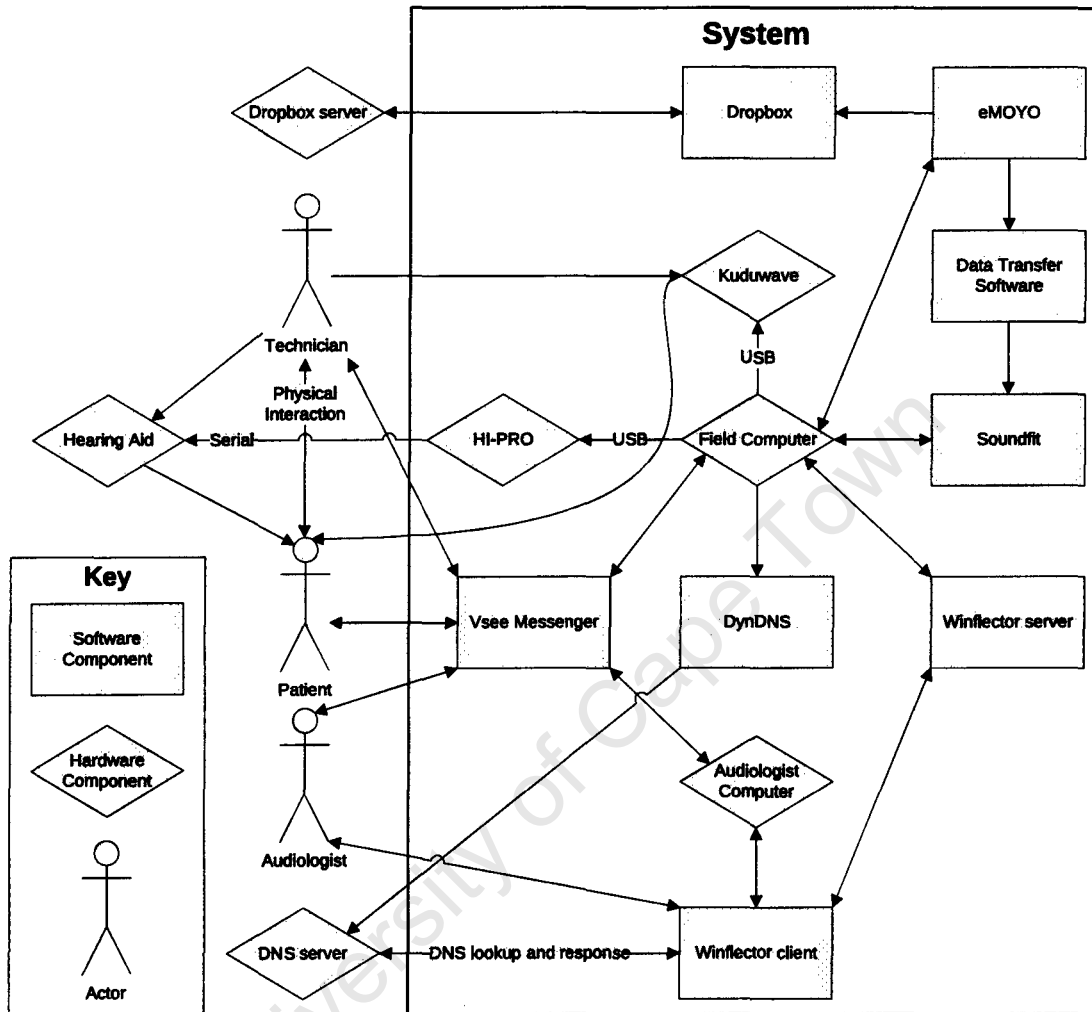 System
Dropbox server
Dropbox
eMOYO
Kuduwave
Data Transfer
Software
Technician
USB
Physical
Interaction
Hearing Aid
Serial
HI-PRO
USB
Field Computer
Soundfit
Key
Software
Component
Vsee Messenger
DynDNS
Winflector server
Patient
Hardware
Component
Audiologist
Computer
Audiologist
DNS server
DNS lookup and response
Winflector client
Actor
University of Cape Town